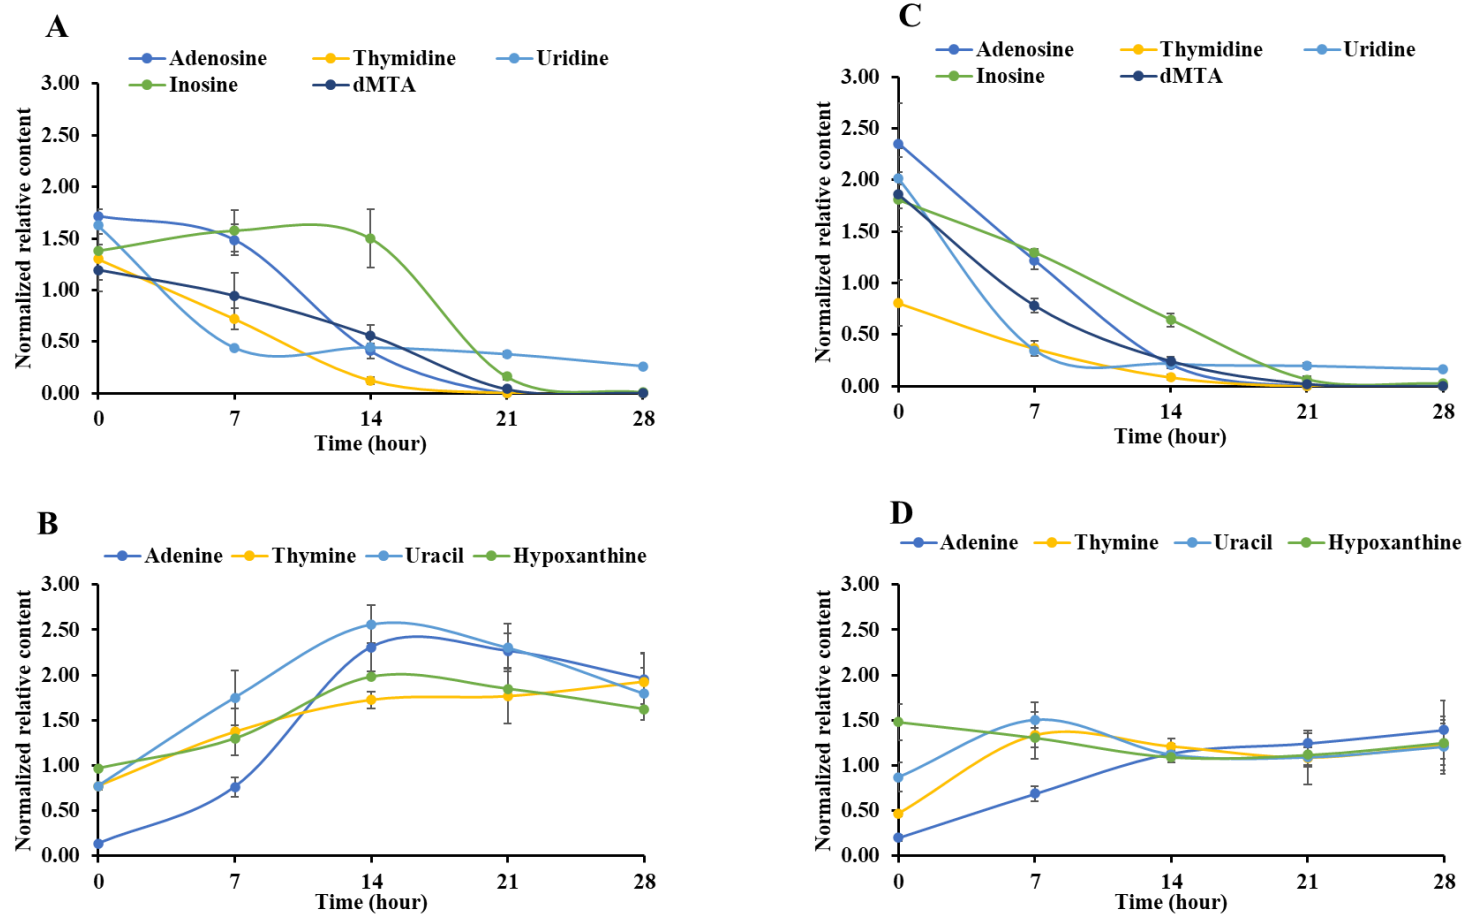 A
Adenosine Thymidine Uridine
Inosine dMTA
Normalized relative content
3.00
2.50
2.00
1.50
1.00
0.50
0.00
0 7 14 21 28
Time (hour)
C
Adenosine Thymidine Uridine
Inosine dMTA
Normalized relative content
3.00
2.50
2.00
1.50
1.00
0.50
0.00
0 7 14 21 28
Time (hour)
B
Adenine Thymine Uracil Hypoxanthine
Normalized relative content
3.00
2.50
2.00
1.50
1.00
0.50
0.00
0 7 14 21 28
Time (hour)
D
Adenine Thymine Uracil Hypoxanthine
Normalized relative content
3.00
2.50
2.00
1.50
1.00
0.50
0.00
0 7 14 21 28
Time (hour)